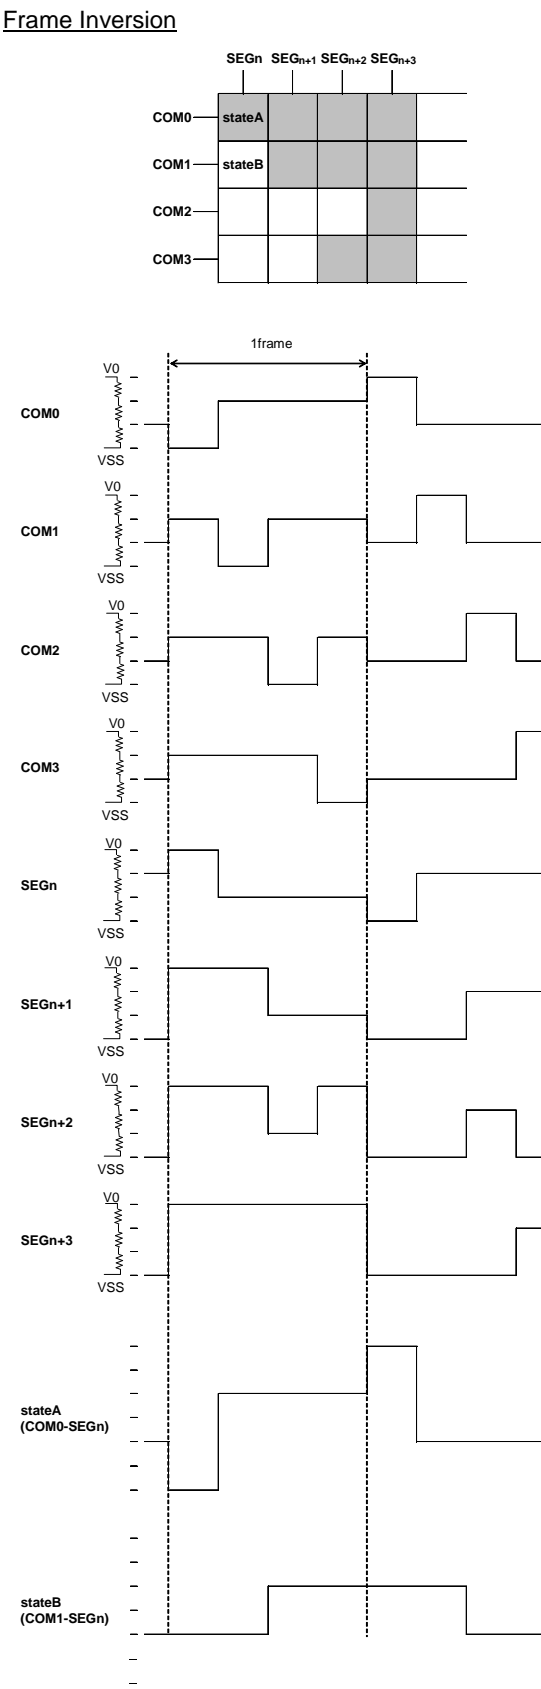 Frame Inversion
SEGn SEGn+1 SEGn+2 SEGn+3
COM0 stateA
COM1 stateB
COM2
COM3
1frame
V0
COM0
VSS
V0
COM1
VSS
V0
COM2
VSS
V0
COM3
VSS
V0
SEGn
VSS
V0
SEGn+1
VSS
V0
SEGn+2
VSS
V0
SEGn+3
VSS
stateA
(COM0-SEGn)
stateB
(COM1-SEGn)